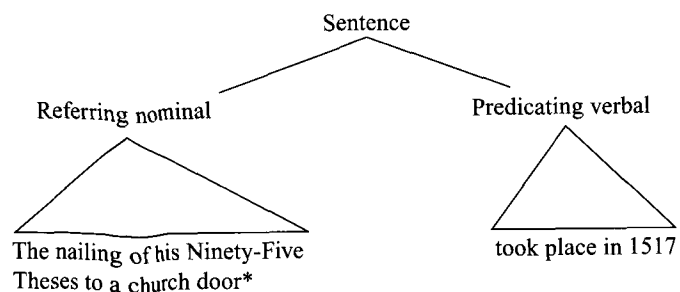 Sentence
Referring nominal
Predicating verbal
The nailing of his Ninety-Five
Theses to a church door*
took place in 1517